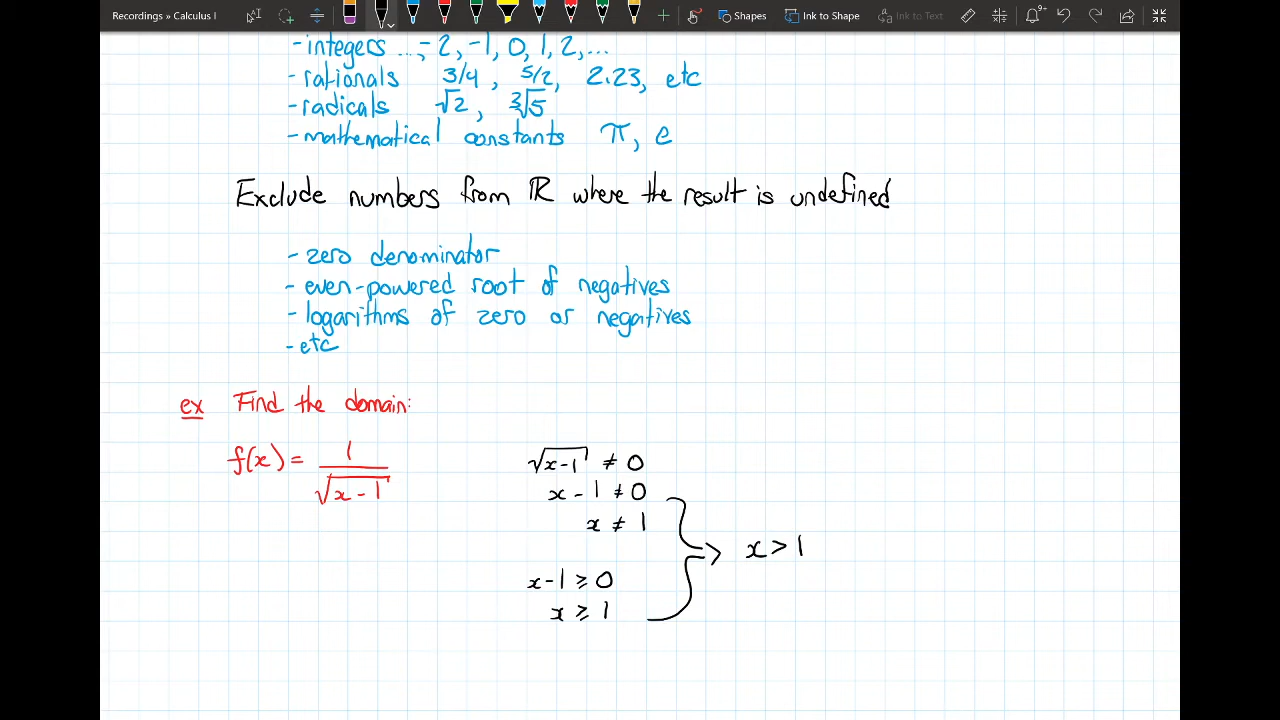 Recordings » Calculus I
Shapes
Ink to Shape
Ink to Text
9+
- integers ..., -2, -1, 0, 1, 2, ...
- rationals 3/4, 5/2, 2.23, etc
- radicals √2, ³√5
- mathematical constants π, e
Exclude numbers from ℝ where the result is undefined
- zero denominator
- even-powered root of negatives
- logarithms of zero or negatives
- etc
ex Find the domain:
f(x) = 1 / √(x - 1)
√(x-1) ≠ 0
x - 1 ≠ 0
x ≠ 1
x > 1
x - 1 ≥ 0
x ≥ 1